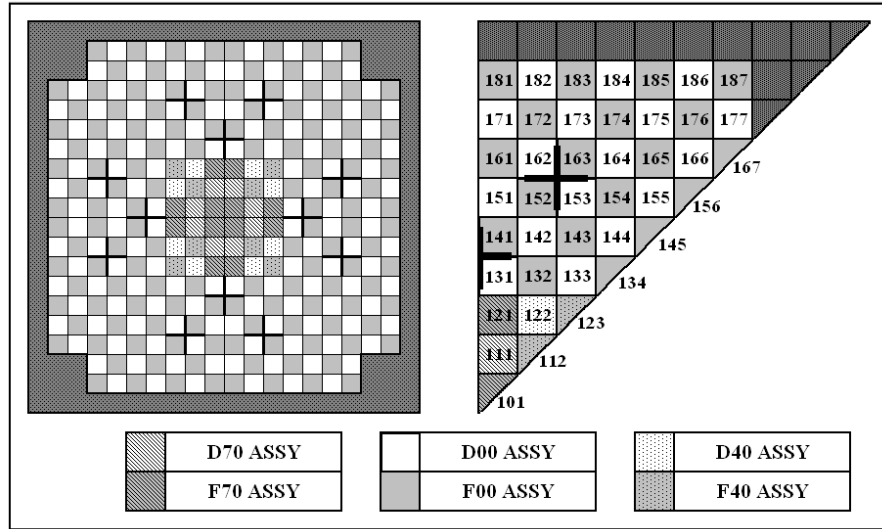 181 182 183 184 185 186 187
171 172 173 174 175 176 177
161 162 163 164 165 166 167
151 152 153 154 155 156
141 142 143 144 145
131 132 133 134
121 122 123
111 112
101
D70 ASSY D00 ASSY D40 ASSY
F70 ASSY F00 ASSY F40 ASSY